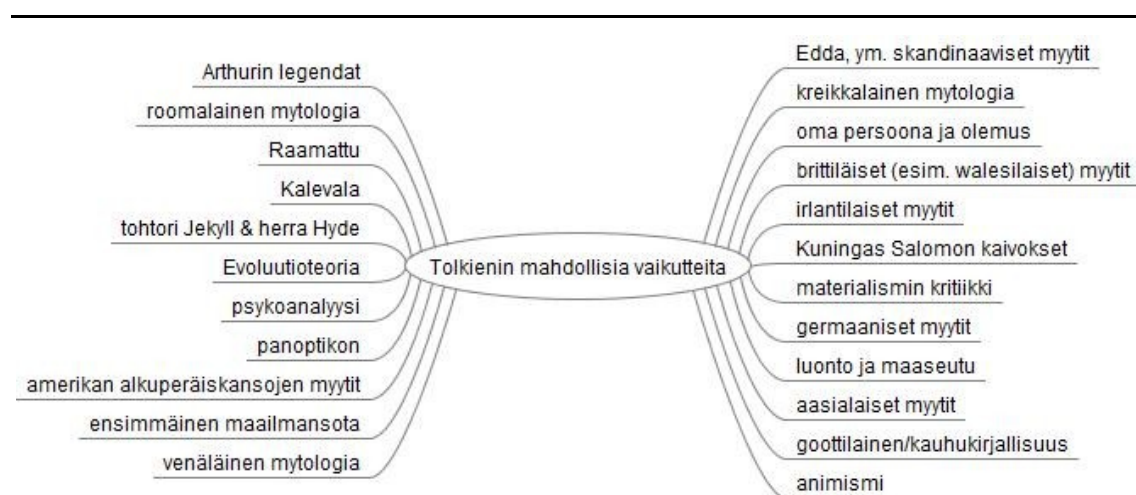 Arthurin legendat
roomalainen mytologia
Raamattu
Kalevala
tohtori Jekyll & herra Hyde
Evoluutioteoria
psykoanalyysi
panoptikon
amerikan alkuperäiskansojen myytit
ensimmäinen maailmansota
venäläinen mytologia
Tolkienin mahdollisia vaikutteita
Edda, ym. skandinaaviset myytit
kreikkalainen mytologia
oma persoona ja olemus
brittiläiset (esim. walesilaiset) myytit
irlantilaiset myytit
Kuningas Salomon kaivokset
materialismin kritiikki
germaaniset myytit
luonto ja maaseutu
aasialaiset myytit
goottilainen/kauhukirjallisuus
animismi